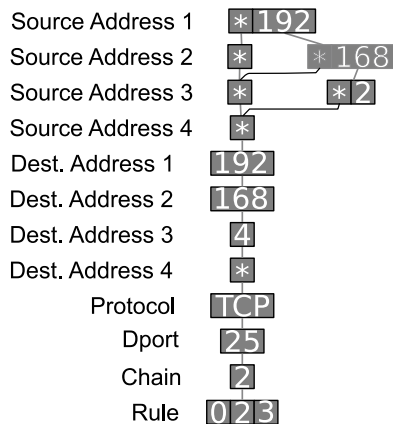 Source Address 1 * 192
Source Address 2 * * 168
Source Address 3 * * 2
Source Address 4 *
Dest. Address 1 192
Dest. Address 2 168
Dest. Address 3 4
Dest. Address 4 *
Protocol TCP
Dport 25
Chain 2
Rule 0 2 3